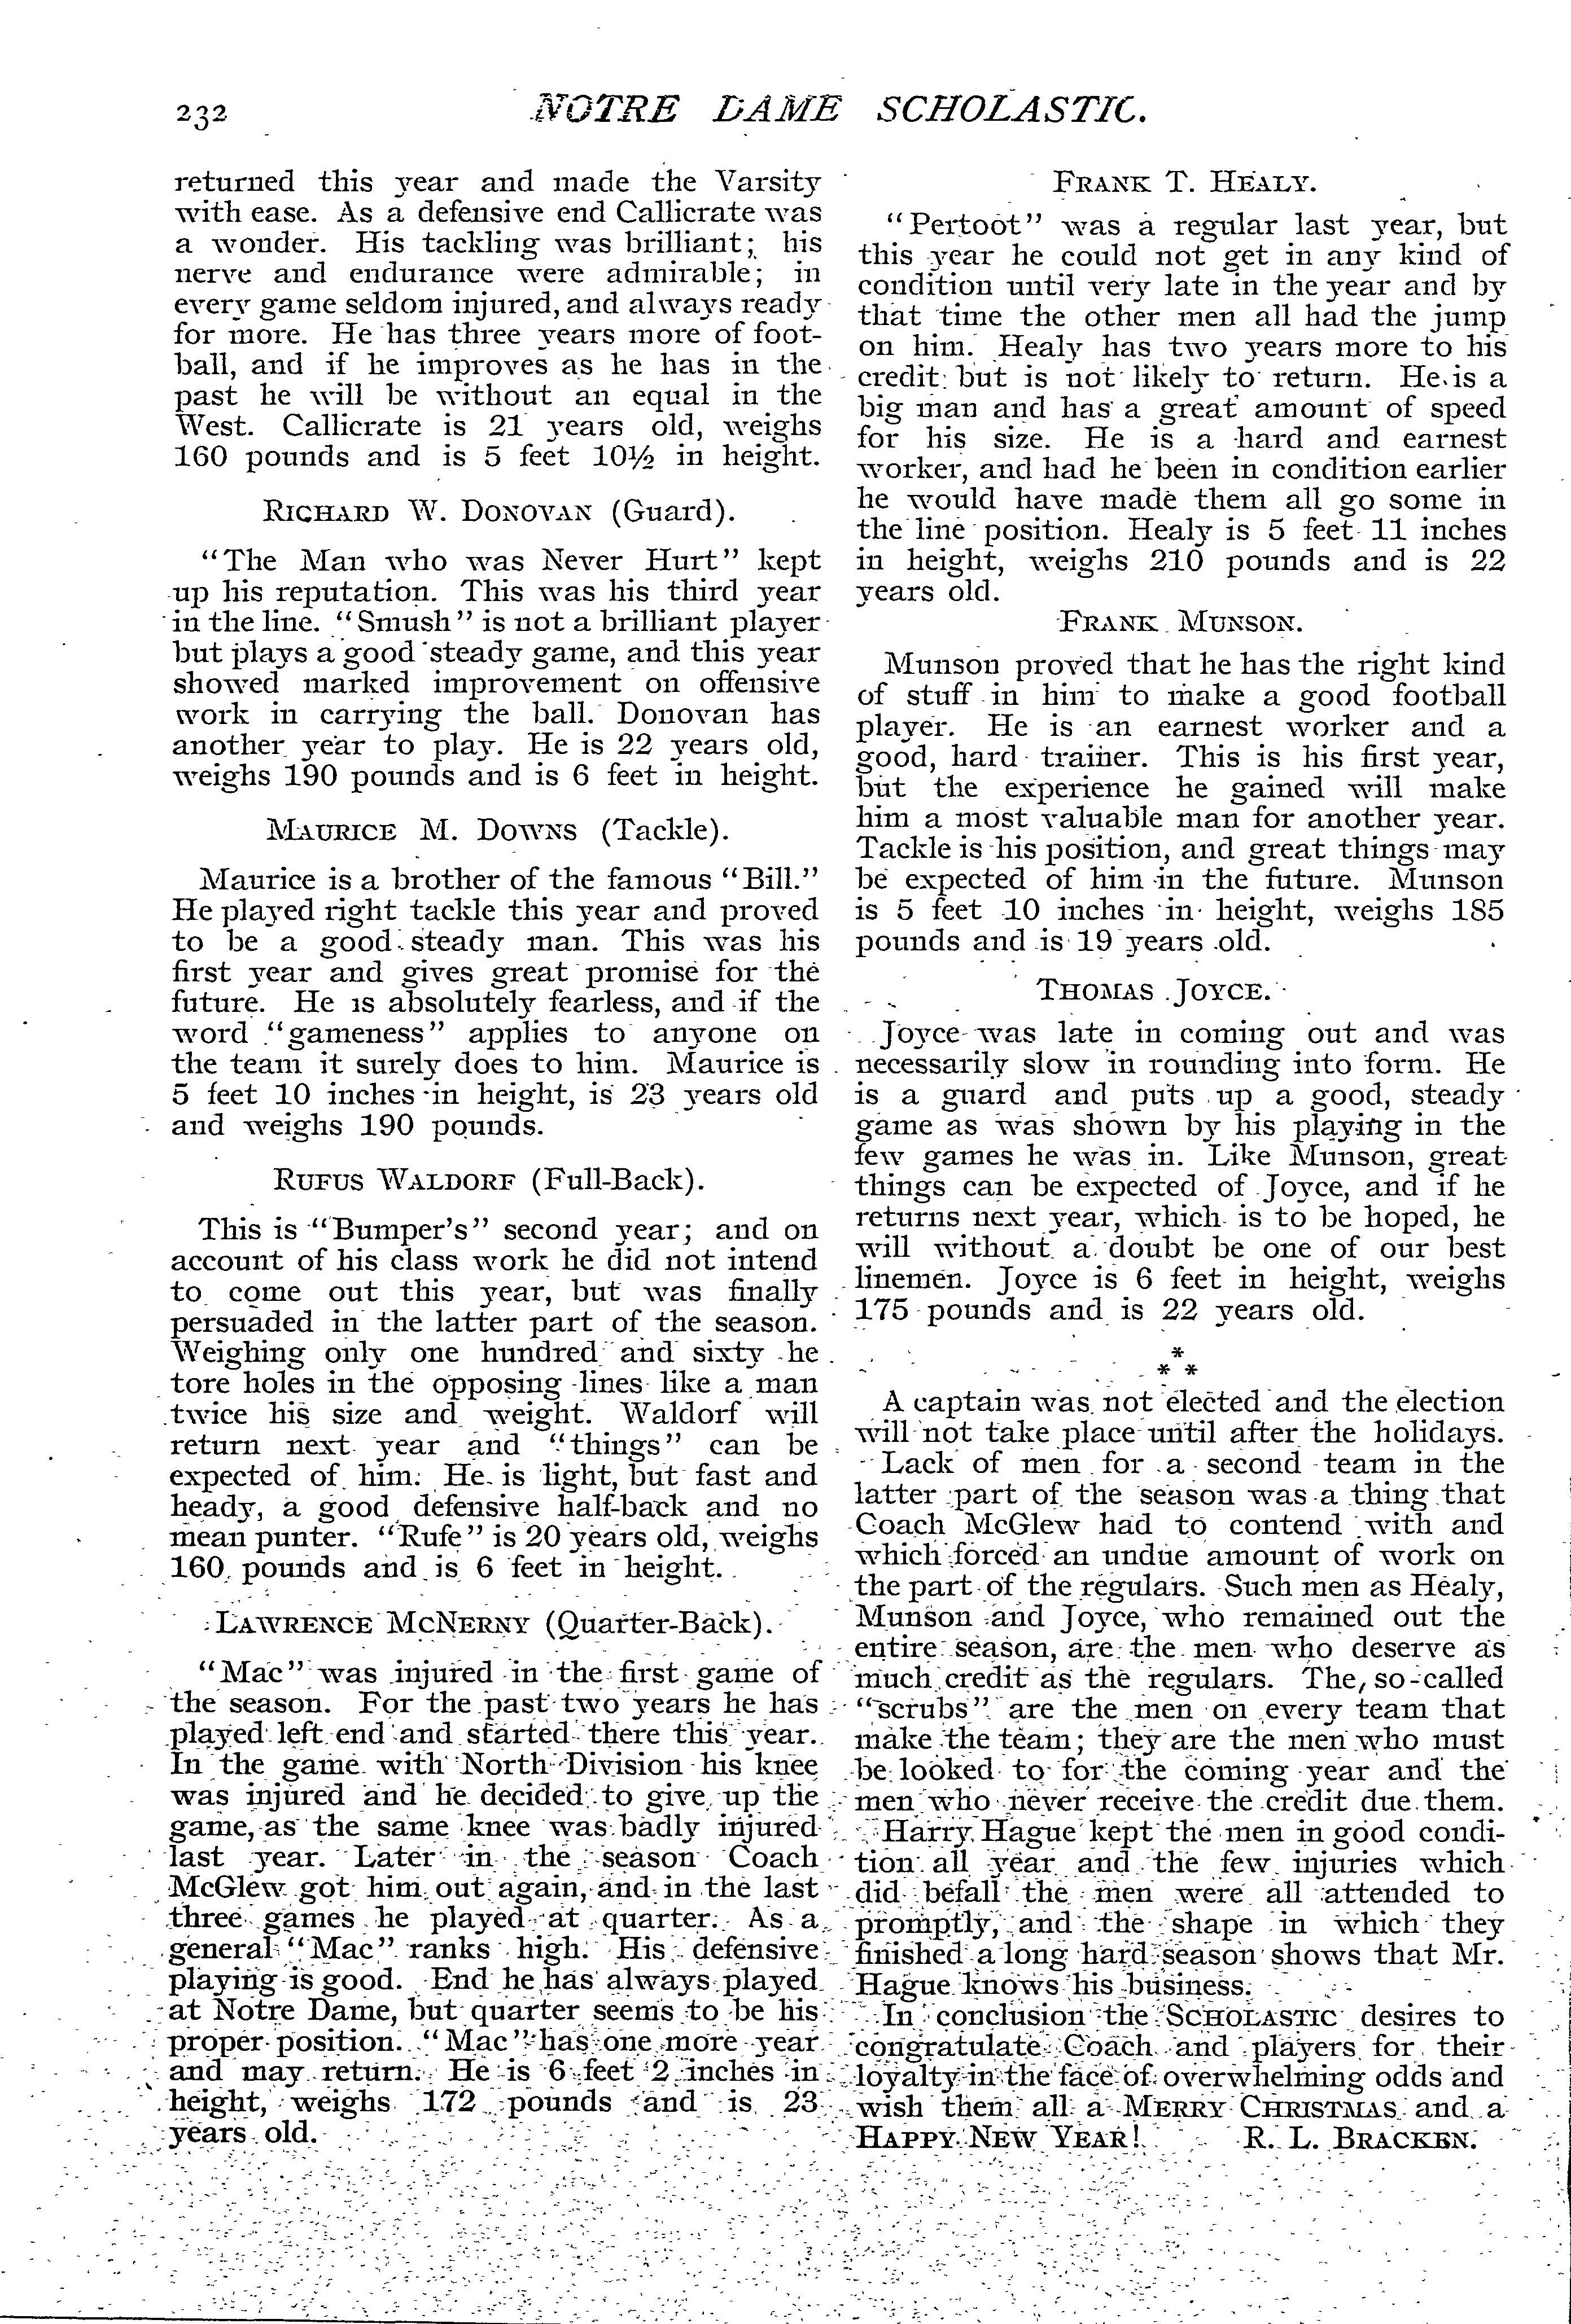 232
NOTRE DAME SCHOLASTIC.
returned this year and made the Varsity
with ease. As a defensive end Callicrate was
a wonder. His tackling was brilliant; his
nerve and endurance were admirable; in
every game seldom injured, and always ready
for more. He has three years more of foot-
ball, and if he improves as he has in the
past he will be without an equal in the
West. Callicrate is 21 years old, weighs
160 pounds and is 5 feet 10½ in height.
RICHARD W. DONOVAN (Guard).
"The Man who was Never Hurt" kept
up his reputation. This was his third year
in the line. "Smush" is not a brilliant player
but plays a good steady game, and this year
showed marked improvement on offensive
work in carrying the ball. Donovan has
another year to play. He is 22 years old,
weighs 190 pounds and is 6 feet in height.
MAURICE M. DOWNS (Tackle).
Maurice is a brother of the famous "Bill."
He played right tackle this year and proved
to be a good steady man. This was his
first year and gives great promise for the
future. He is absolutely fearless, and if the
word "gameness" applies to anyone on
the team it surely does to him. Maurice is
5 feet 10 inches in height, is 23 years old
and weighs 190 pounds.
RUFUS WALDORF (Full-Back).
This is "Bumper's" second year; and on
account of his class work he did not intend
to come out this year, but was finally
persuaded in the latter part of the season.
Weighing only one hundred and sixty he
tore holes in the opposing lines like a man
twice his size and weight. Waldorf will
return next year and "things" can be
expected of him. He is light, but fast and
heady, a good defensive half-back and no
mean punter. "Rufe" is 20 years old, weighs
160 pounds and is 6 feet in height.
LAWRENCE MCNERNY (Quarter-Back).
"Mac" was injured in the first game of
the season. For the past two years he has
played left end and started there this year.
In the game with North Division his knee
was injured and he decided to give up the
game, as the same knee was badly injured
last year. Later in the season Coach
McGlew got him out again, and in the last
three games he played at quarter. As a
general "Mac" ranks high. His defensive
playing is good. End he has always played
at Notre Dame, but quarter seems to be his
proper position. "Mac" has one more year
and may return. He is 6 feet 2 inches in
height, weighs 172 pounds and is 23
years old.
FRANK T. HEALY.
"Pertoot" was a regular last year, but
this year he could not get in any kind of
condition until very late in the year and by
that time the other men all had the jump
on him. Healy has two years more to his
credit but is not likely to return. He is a
big man and has a great amount of speed
for his size. He is a hard and earnest
worker, and had he been in condition earlier
he would have made them all go some in
the line position. Healy is 5 feet 11 inches
in height, weighs 210 pounds and is 22
years old.
FRANK MUNSON.
Munson proved that he has the right kind
of stuff in him to make a good football
player. He is an earnest worker and a
good, hard trainer. This is his first year,
but the experience he gained will make
him a most valuable man for another year.
Tackle is his position, and great things may
be expected of him in the future. Munson
is 5 feet 10 inches in height, weighs 185
pounds and is 19 years old.
THOMAS JOYCE.
Joyce was late in coming out and was
necessarily slow in rounding into form. He
is a guard and puts up a good, steady
game as was shown by his playing in the
few games he was in. Like Munson, great
things can be expected of Joyce, and if he
returns next year, which is to be hoped, he
will without a doubt be one of our best
linemen. Joyce is 6 feet in height, weighs
175 pounds and is 22 years old.
*
* *
A captain was not elected and the election
will not take place until after the holidays.
Lack of men for a second team in the
latter part of the season was a thing that
Coach McGlew had to contend with and
which forced an undue amount of work on
the part of the regulars. Such men as Healy,
Munson and Joyce, who remained out the
entire season, are the men who deserve as
much credit as the regulars. The, so-called
"scrubs" are the men on every team that
make the team; they are the men who must
be looked to for the coming year and the
men who never receive the credit due them.
Harry Hague kept the men in good condi-
tion all year and the few injuries which
did befall the men were all attended to
promptly, and the shape in which they
finished a long hard season shows that Mr.
Hague knows his business.
In conclusion the SCHOLASTIC desires to
congratulate Coach and players for their
loyalty in the face of overwhelming odds and
wish them all a MERRY CHRISTMAS and a
HAPPY NEW YEAR! R. L. BRACKEN.